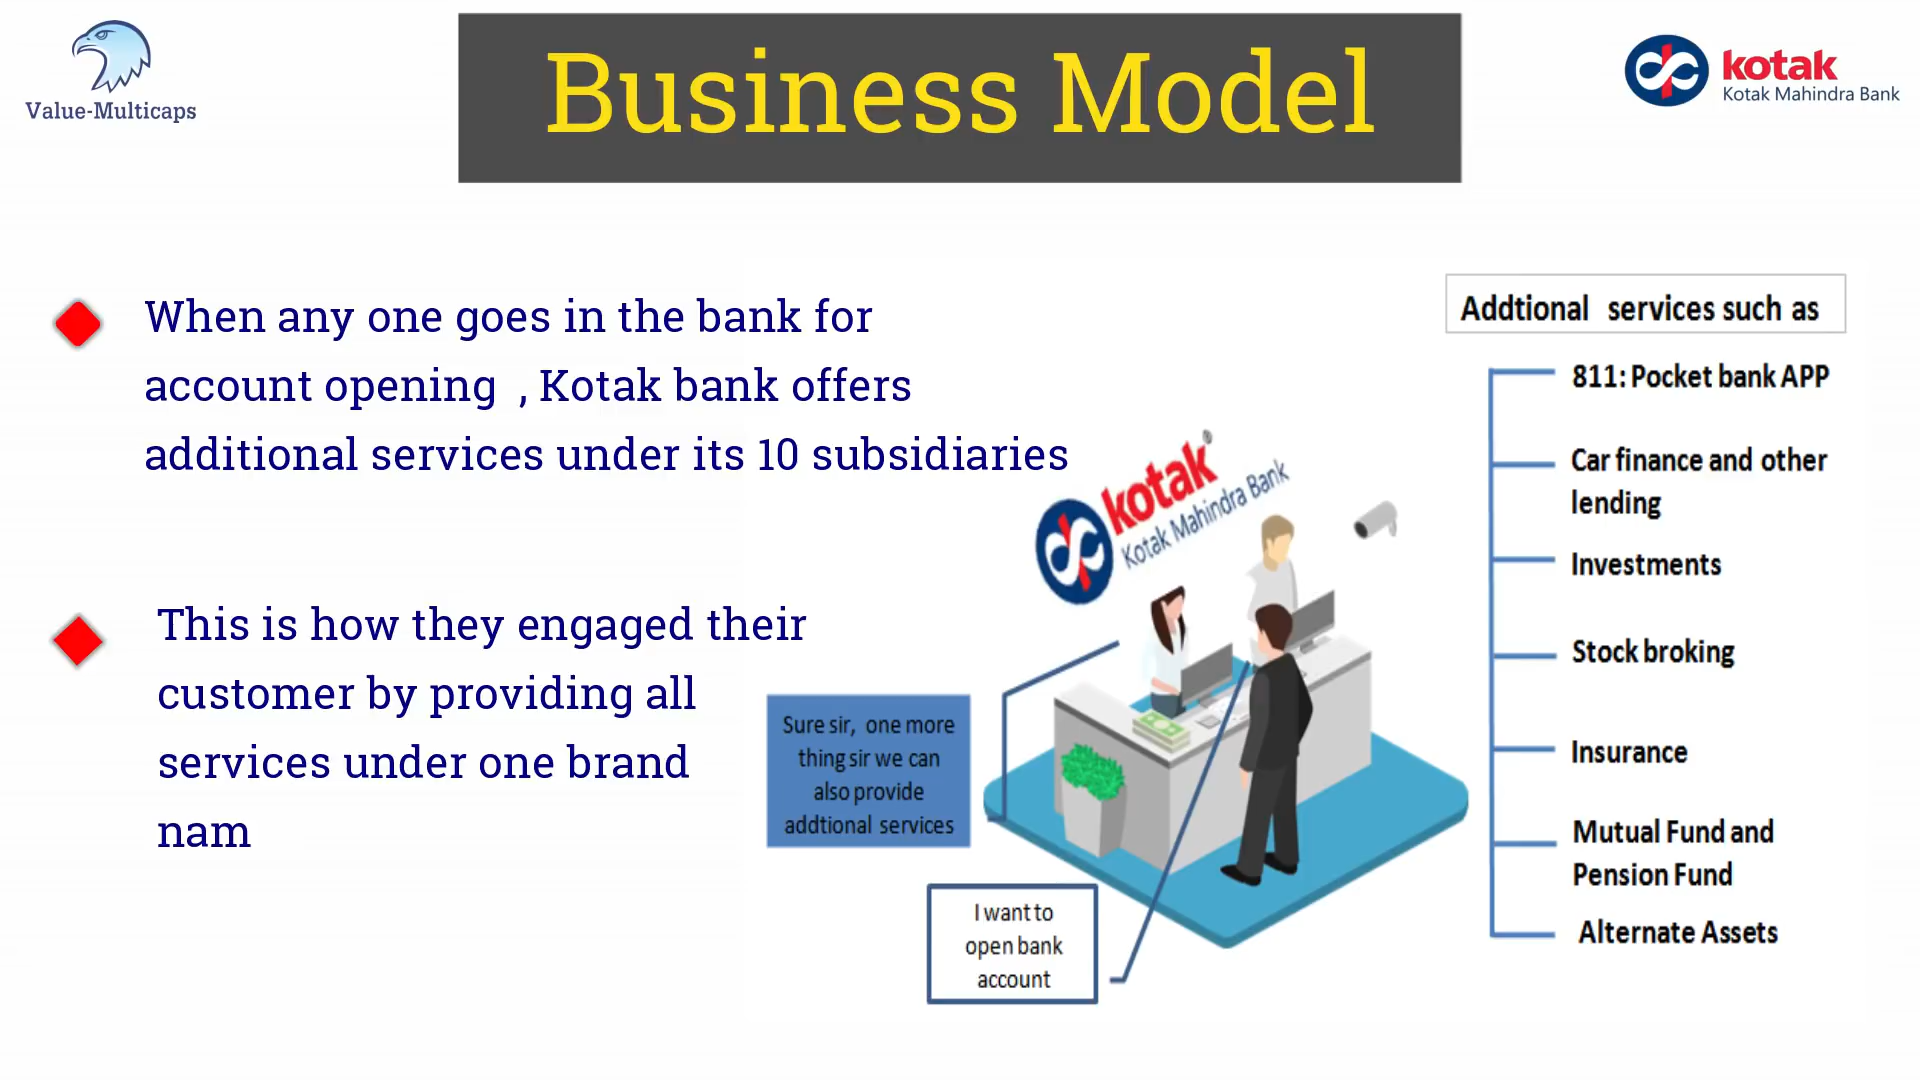 Value-Multicaps
Business Model
kotak
Kotak Mahindra Bank
When any one goes in the bank for
account opening , Kotak bank offers
additional services under its 10 subsidiaries
This is how they engaged their
customer by providing all
services under one brand
nam
kotak®
Kotak Mahindra Bank
Sure sir, one more
thing sir we can
also provide
addtional services
I want to
open bank
account
Addtional services such as
811: Pocket bank APP
Car finance and other
lending
Investments
Stock broking
Insurance
Mutual Fund and
Pension Fund
Alternate Assets